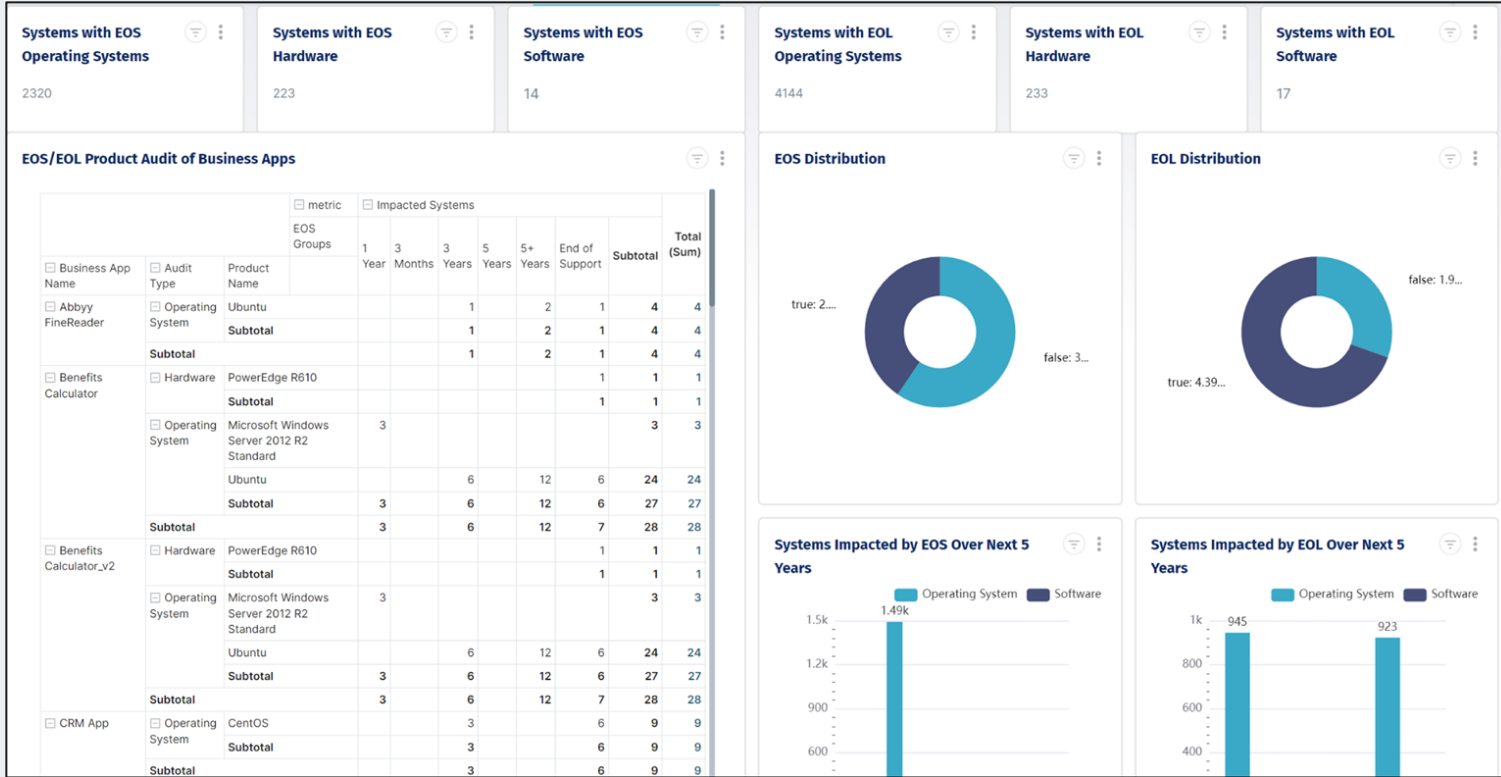 Systems with EOS
Operating Systems
2320
Systems with EOS
Hardware
223
Systems with EOS
Software
14
Systems with EOL
Operating Systems
4144
Systems with EOL
Hardware
233
Systems with EOL
Software
17
EOS/EOL Product Audit of Business Apps
metric Impacted Systems
EOS
Groups
1
Year
3
Months
3
Years
5
Years
5+
Years
End of
Support
Subtotal
Total
(Sum)
Business App
Name
Audit
Type
Product
Name
Abbyy
FineReader
Operating
System
Ubuntu 1 2 1 4 4
Subtotal 1 2 1 4 4
Subtotal 1 2 1 4 4
Benefits
Calculator
Hardware PowerEdge R610 1 1 1
Subtotal 1 1 1
Operating
System
Microsoft Windows
Server 2012 R2
Standard
3 3 3
Ubuntu 6 12 6 24 24
Subtotal 3 6 12 6 27 27
Subtotal 3 6 12 7 28 28
Benefits
Calculator_v2
Hardware PowerEdge R610 1 1 1
Subtotal 1 1 1
Operating
System
Microsoft Windows
Server 2012 R2
Standard
3 3 3
Ubuntu 6 12 6 24 24
Subtotal 3 6 12 6 27 27
Subtotal 3 6 12 7 28 28
CRM App
Operating
System
CentOS 3 6 9 9
Subtotal 3 6 9 9
Subtotal 3 6 9 9
EOS Distribution
true: 2....
false: 3...
EOL Distribution
false: 1.9...
true: 4.39...
Systems Impacted by EOS Over Next 5
Years
Operating System Software
1.49k
1.5k
1.2k
900
600
Systems Impacted by EOL Over Next 5
Years
Operating System Software
1k 945 923
800
600
400